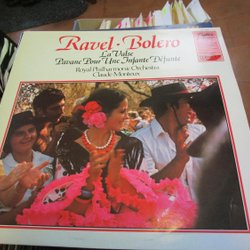 Ravel · Bolero
La Valse
Pavane Pour Une Infante Défunte
Royal Philharmonic Orchestra
Claude Monteux